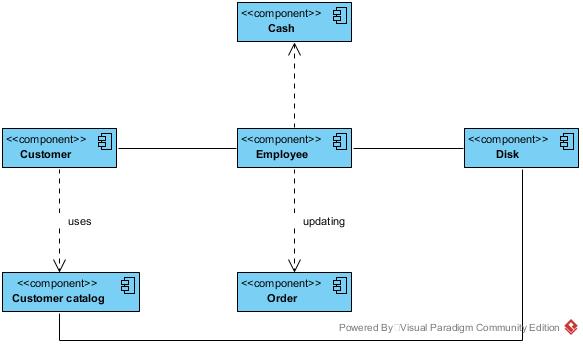 <<component>>
Cash
<<component>>
Customer
<<component>>
Employee
<<component>>
Disk
uses
updating
<<component>>
Customer catalog
<<component>>
Order
Powered By Visual Paradigm Community Edition